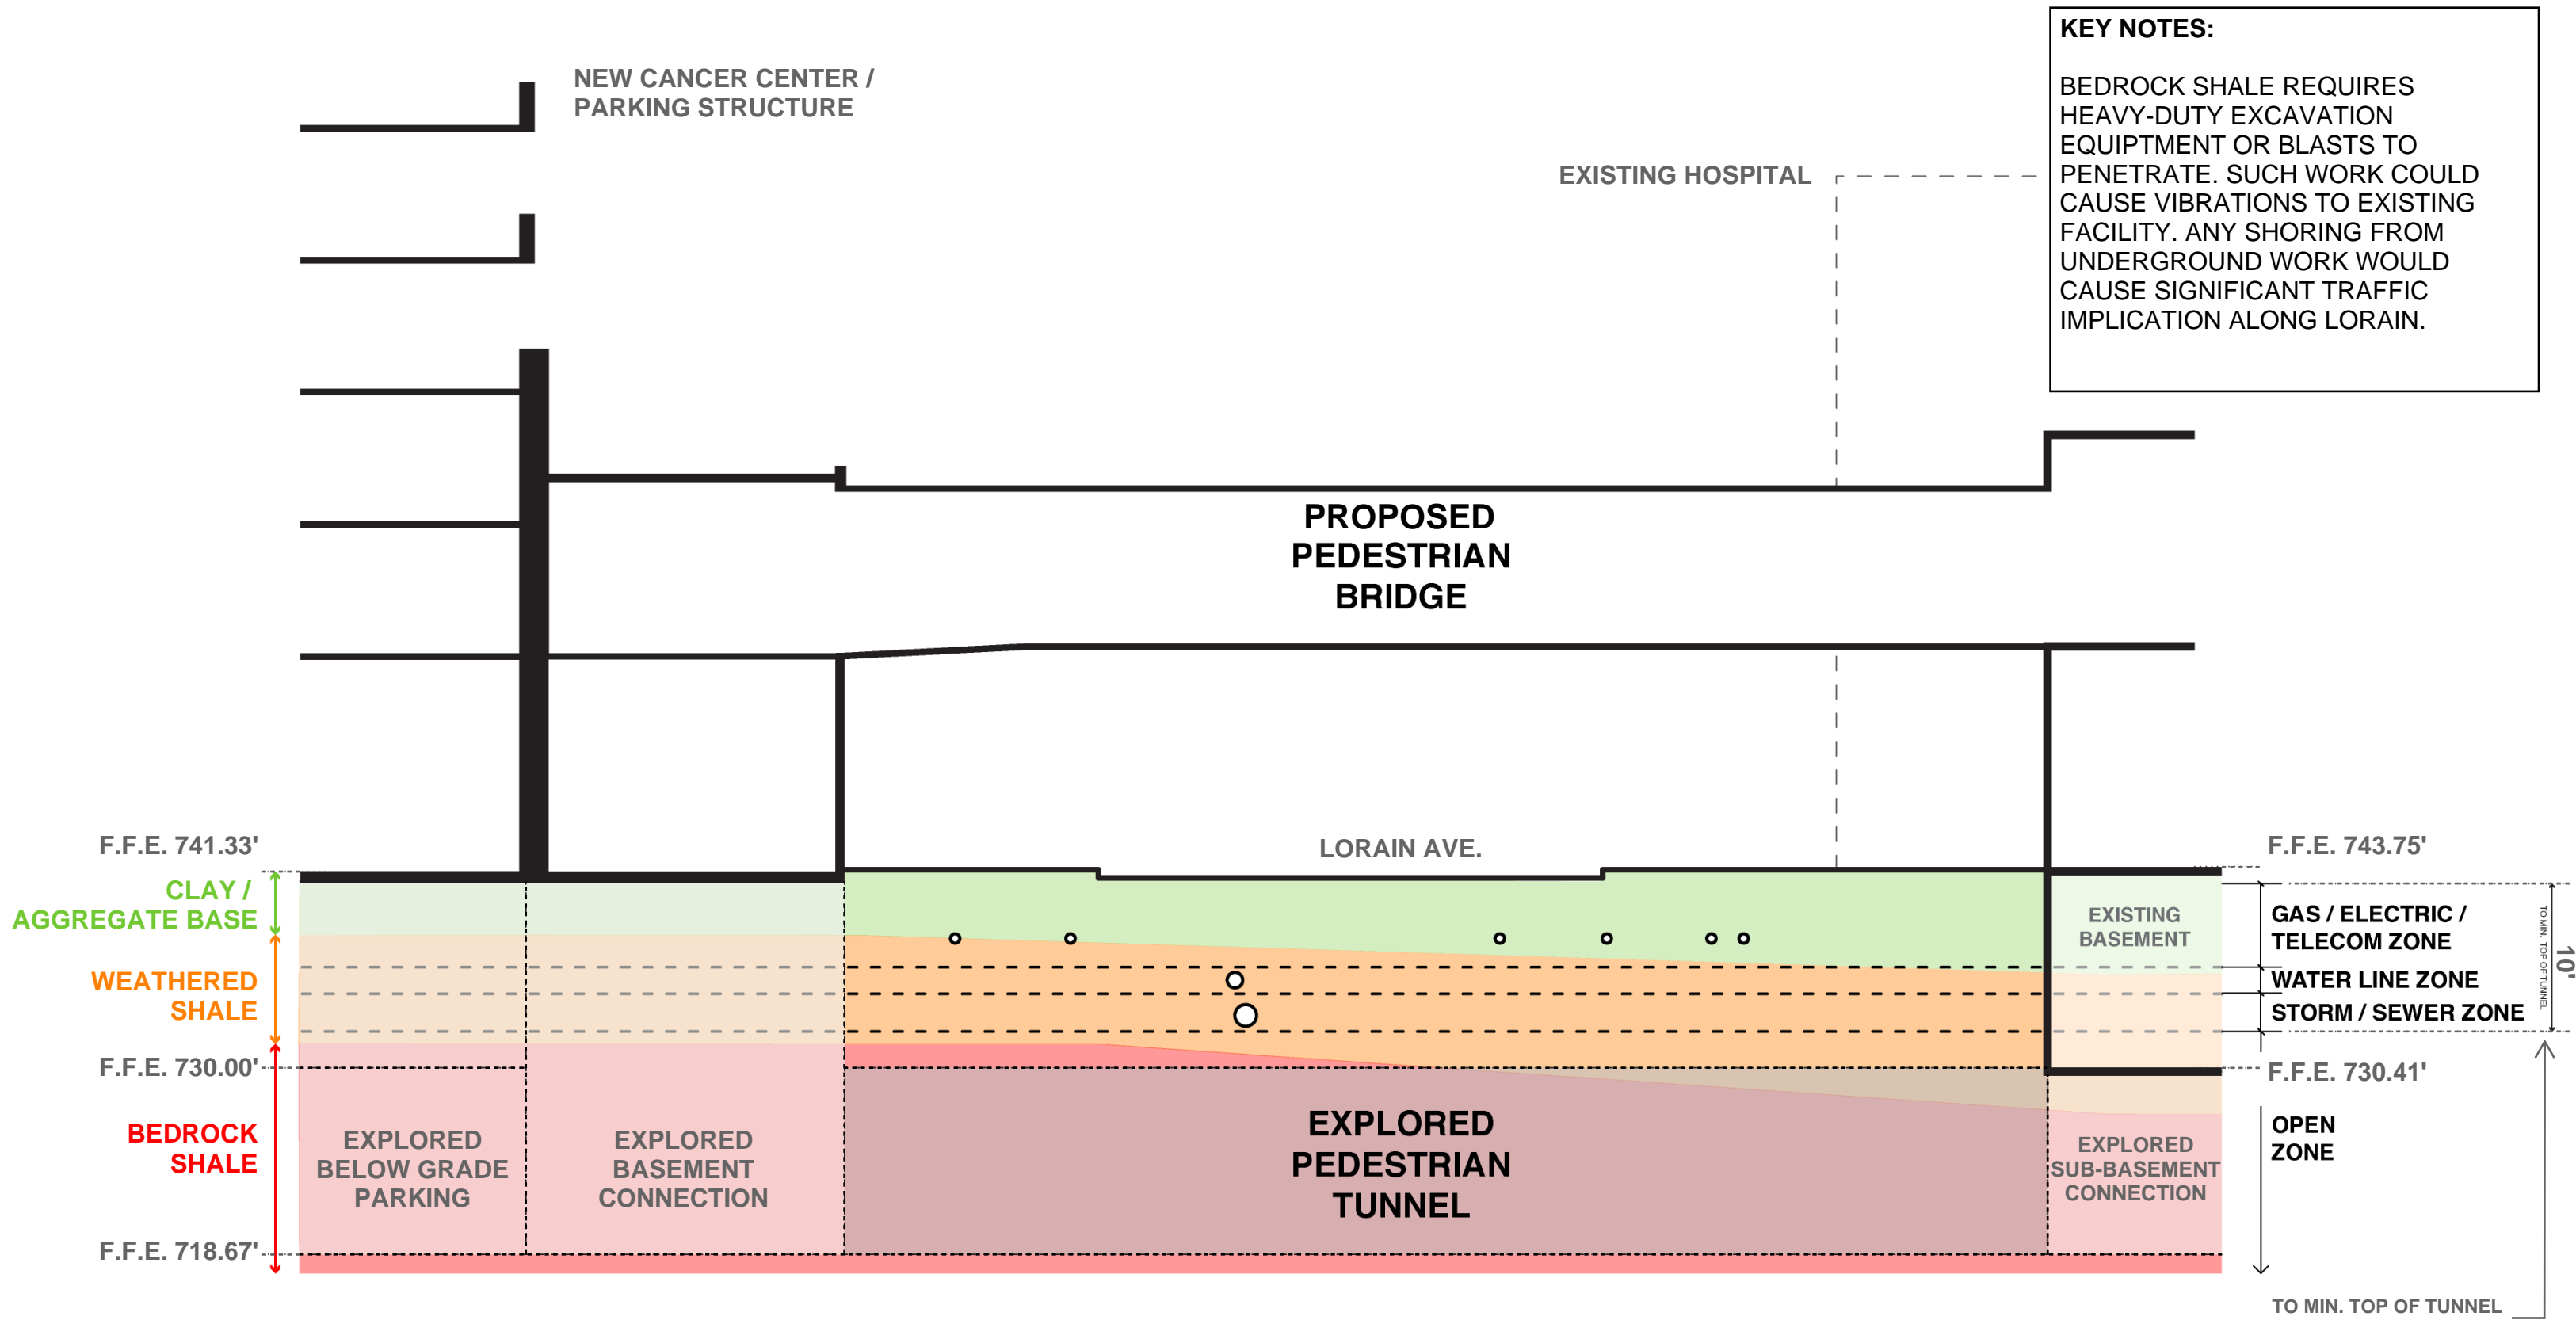 KEY NOTES:
BEDROCK SHALE REQUIRES
HEAVY-DUTY EXCAVATION
EQUIPTMENT OR BLASTS TO
PENETRATE. SUCH WORK COULD
CAUSE VIBRATIONS TO EXISTING
FACILITY. ANY SHORING FROM
UNDERGROUND WORK WOULD
CAUSE SIGNIFICANT TRAFFIC
IMPLICATION ALONG LORAIN.
NEW CANCER CENTER /
PARKING STRUCTURE
EXISTING HOSPITAL
PROPOSED
PEDESTRIAN
BRIDGE
LORAIN AVE.
F.F.E. 741.33'
CLAY /
AGGREGATE BASE
WEATHERED
SHALE
F.F.E. 730.00'
BEDROCK
SHALE
F.F.E. 718.67'
EXPLORED
BELOW GRADE
PARKING
EXPLORED
BASEMENT
CONNECTION
EXPLORED
PEDESTRIAN
TUNNEL
EXISTING
BASEMENT
EXPLORED
SUB-BASEMENT
CONNECTION
F.F.E. 743.75'
GAS / ELECTRIC /
TELECOM ZONE
WATER LINE ZONE
STORM / SEWER ZONE
TO MIN. TOP OF TUNNEL
10'
F.F.E. 730.41'
OPEN
ZONE
TO MIN. TOP OF TUNNEL